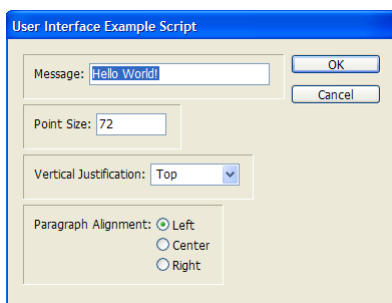 User Interface Example Script
Message: Hello World!
OK
Cancel
Point Size: 72
Vertical Justification: Top
Paragraph Alignment: Left
Center
Right